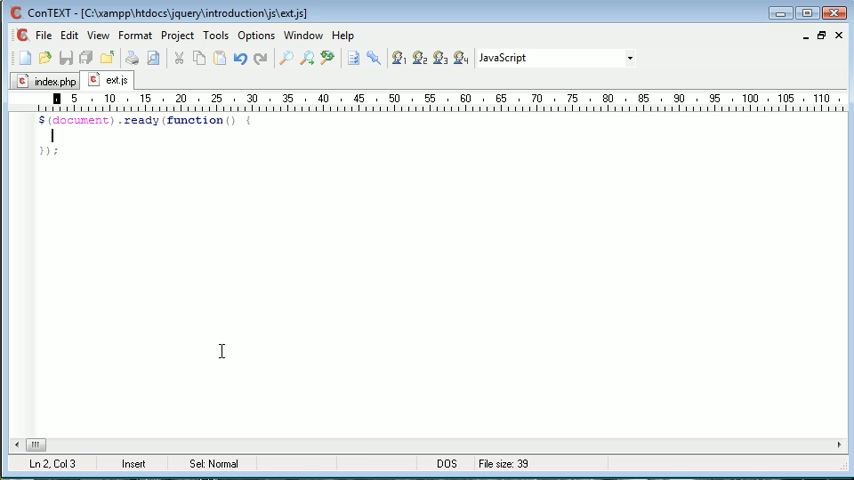 ConTEXT - [C:\xampp\htdocs\jquery\introduction\js\ext.js]
File Edit View Format Project Tools Options Window Help
JavaScript
index.php ext.js
5 10 15 20 25 30 35 40 45 50 55 60 65 70 75 80 85 90 95 100 105 110
$(document).ready(function() {
});
Ln 2, Col 3 Insert Sel: Normal DOS File size: 39